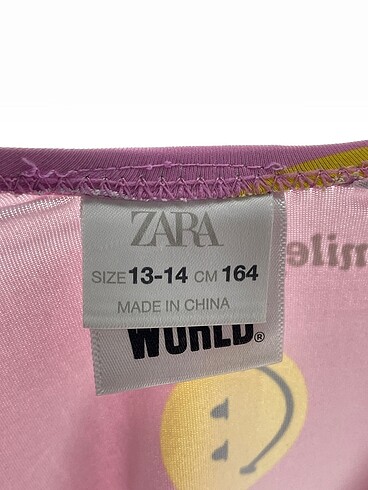 ZARA
SIZE 13-14 CM 164
MADE IN CHINA
WORLD®